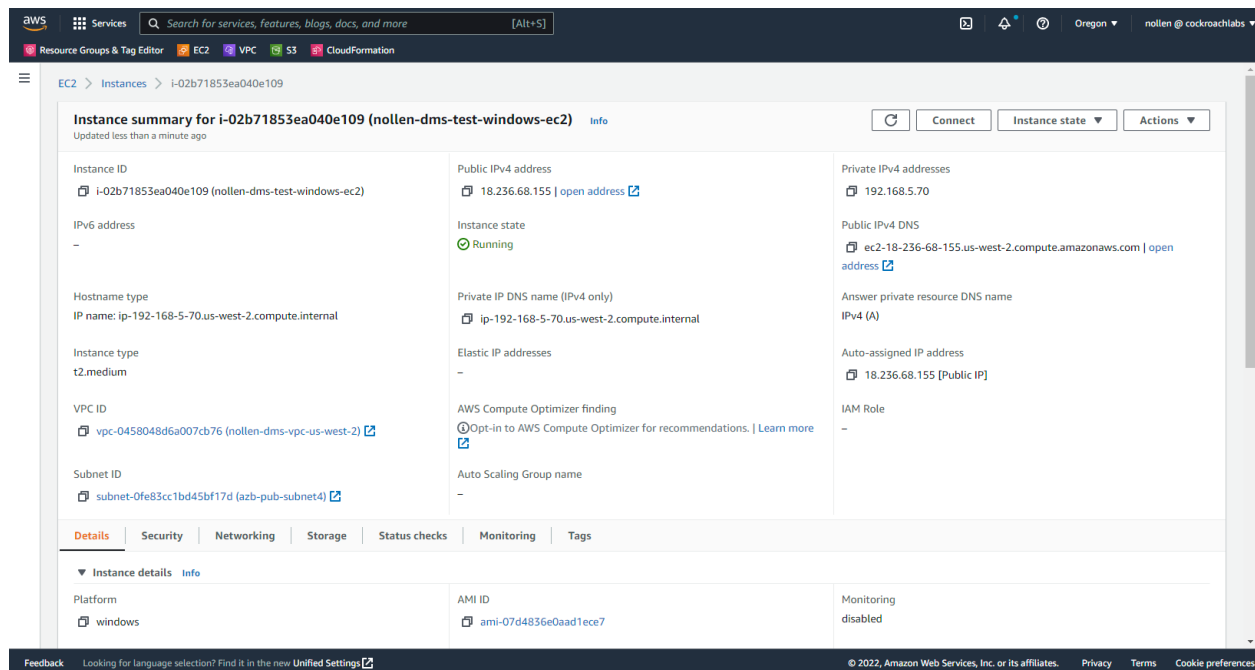 aws Services Search for services, features, blogs, docs, and more [Alt+S] Oregon ▼ nollen @ cockroachlabs ▼
Resource Groups & Tag Editor EC2 VPC S3 CloudFormation
EC2 > Instances > i-02b71853ea040e109
Instance summary for i-02b71853ea040e109 (nollen-dms-test-windows-ec2) Info Connect Instance state ▼ Actions ▼
Updated less than a minute ago
Instance ID Public IPv4 address Private IPv4 addresses
i-02b71853ea040e109 (nollen-dms-test-windows-ec2) 18.236.68.155 | open address 192.168.5.70
IPv6 address Instance state Public IPv4 DNS
– Running ec2-18-236-68-155.us-west-2.compute.amazonaws.com | open
address
Hostname type Private IP DNS name (IPv4 only) Answer private resource DNS name
IP name: ip-192-168-5-70.us-west-2.compute.internal ip-192-168-5-70.us-west-2.compute.internal IPv4 (A)
Instance type Elastic IP addresses Auto-assigned IP address
t2.medium – 18.236.68.155 [Public IP]
VPC ID AWS Compute Optimizer finding IAM Role
vpc-0458048d6a007cb76 (nollen-dms-vpc-us-west-2) Opt-in to AWS Compute Optimizer for recommendations. | Learn more –
Subnet ID Auto Scaling Group name
subnet-0fe83cc1bd45bf17d (azb-pub-subnet4) –
Details Security Networking Storage Status checks Monitoring Tags
▼ Instance details Info
Platform AMI ID Monitoring
windows ami-07d4836e0aad1ece7 disabled
Feedback Looking for language selection? Find it in the new Unified Settings © 2022, Amazon Web Services, Inc. or its affiliates. Privacy Terms Cookie preferences